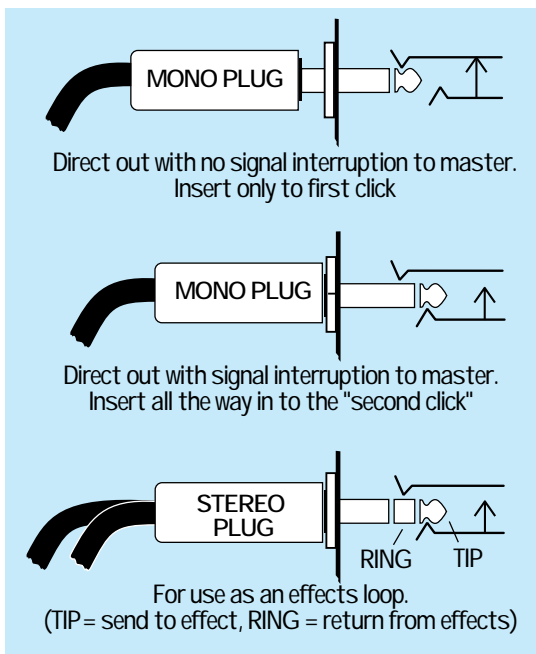 MONO PLUG
Direct out with no signal interruption to master.
Insert only to first click
MONO PLUG
Direct out with signal interruption to master.
Insert all the way in to the "second click"
STEREO
PLUG
RING TIP
For use as an effects loop.
(TIP = send to effect, RING = return from effects)